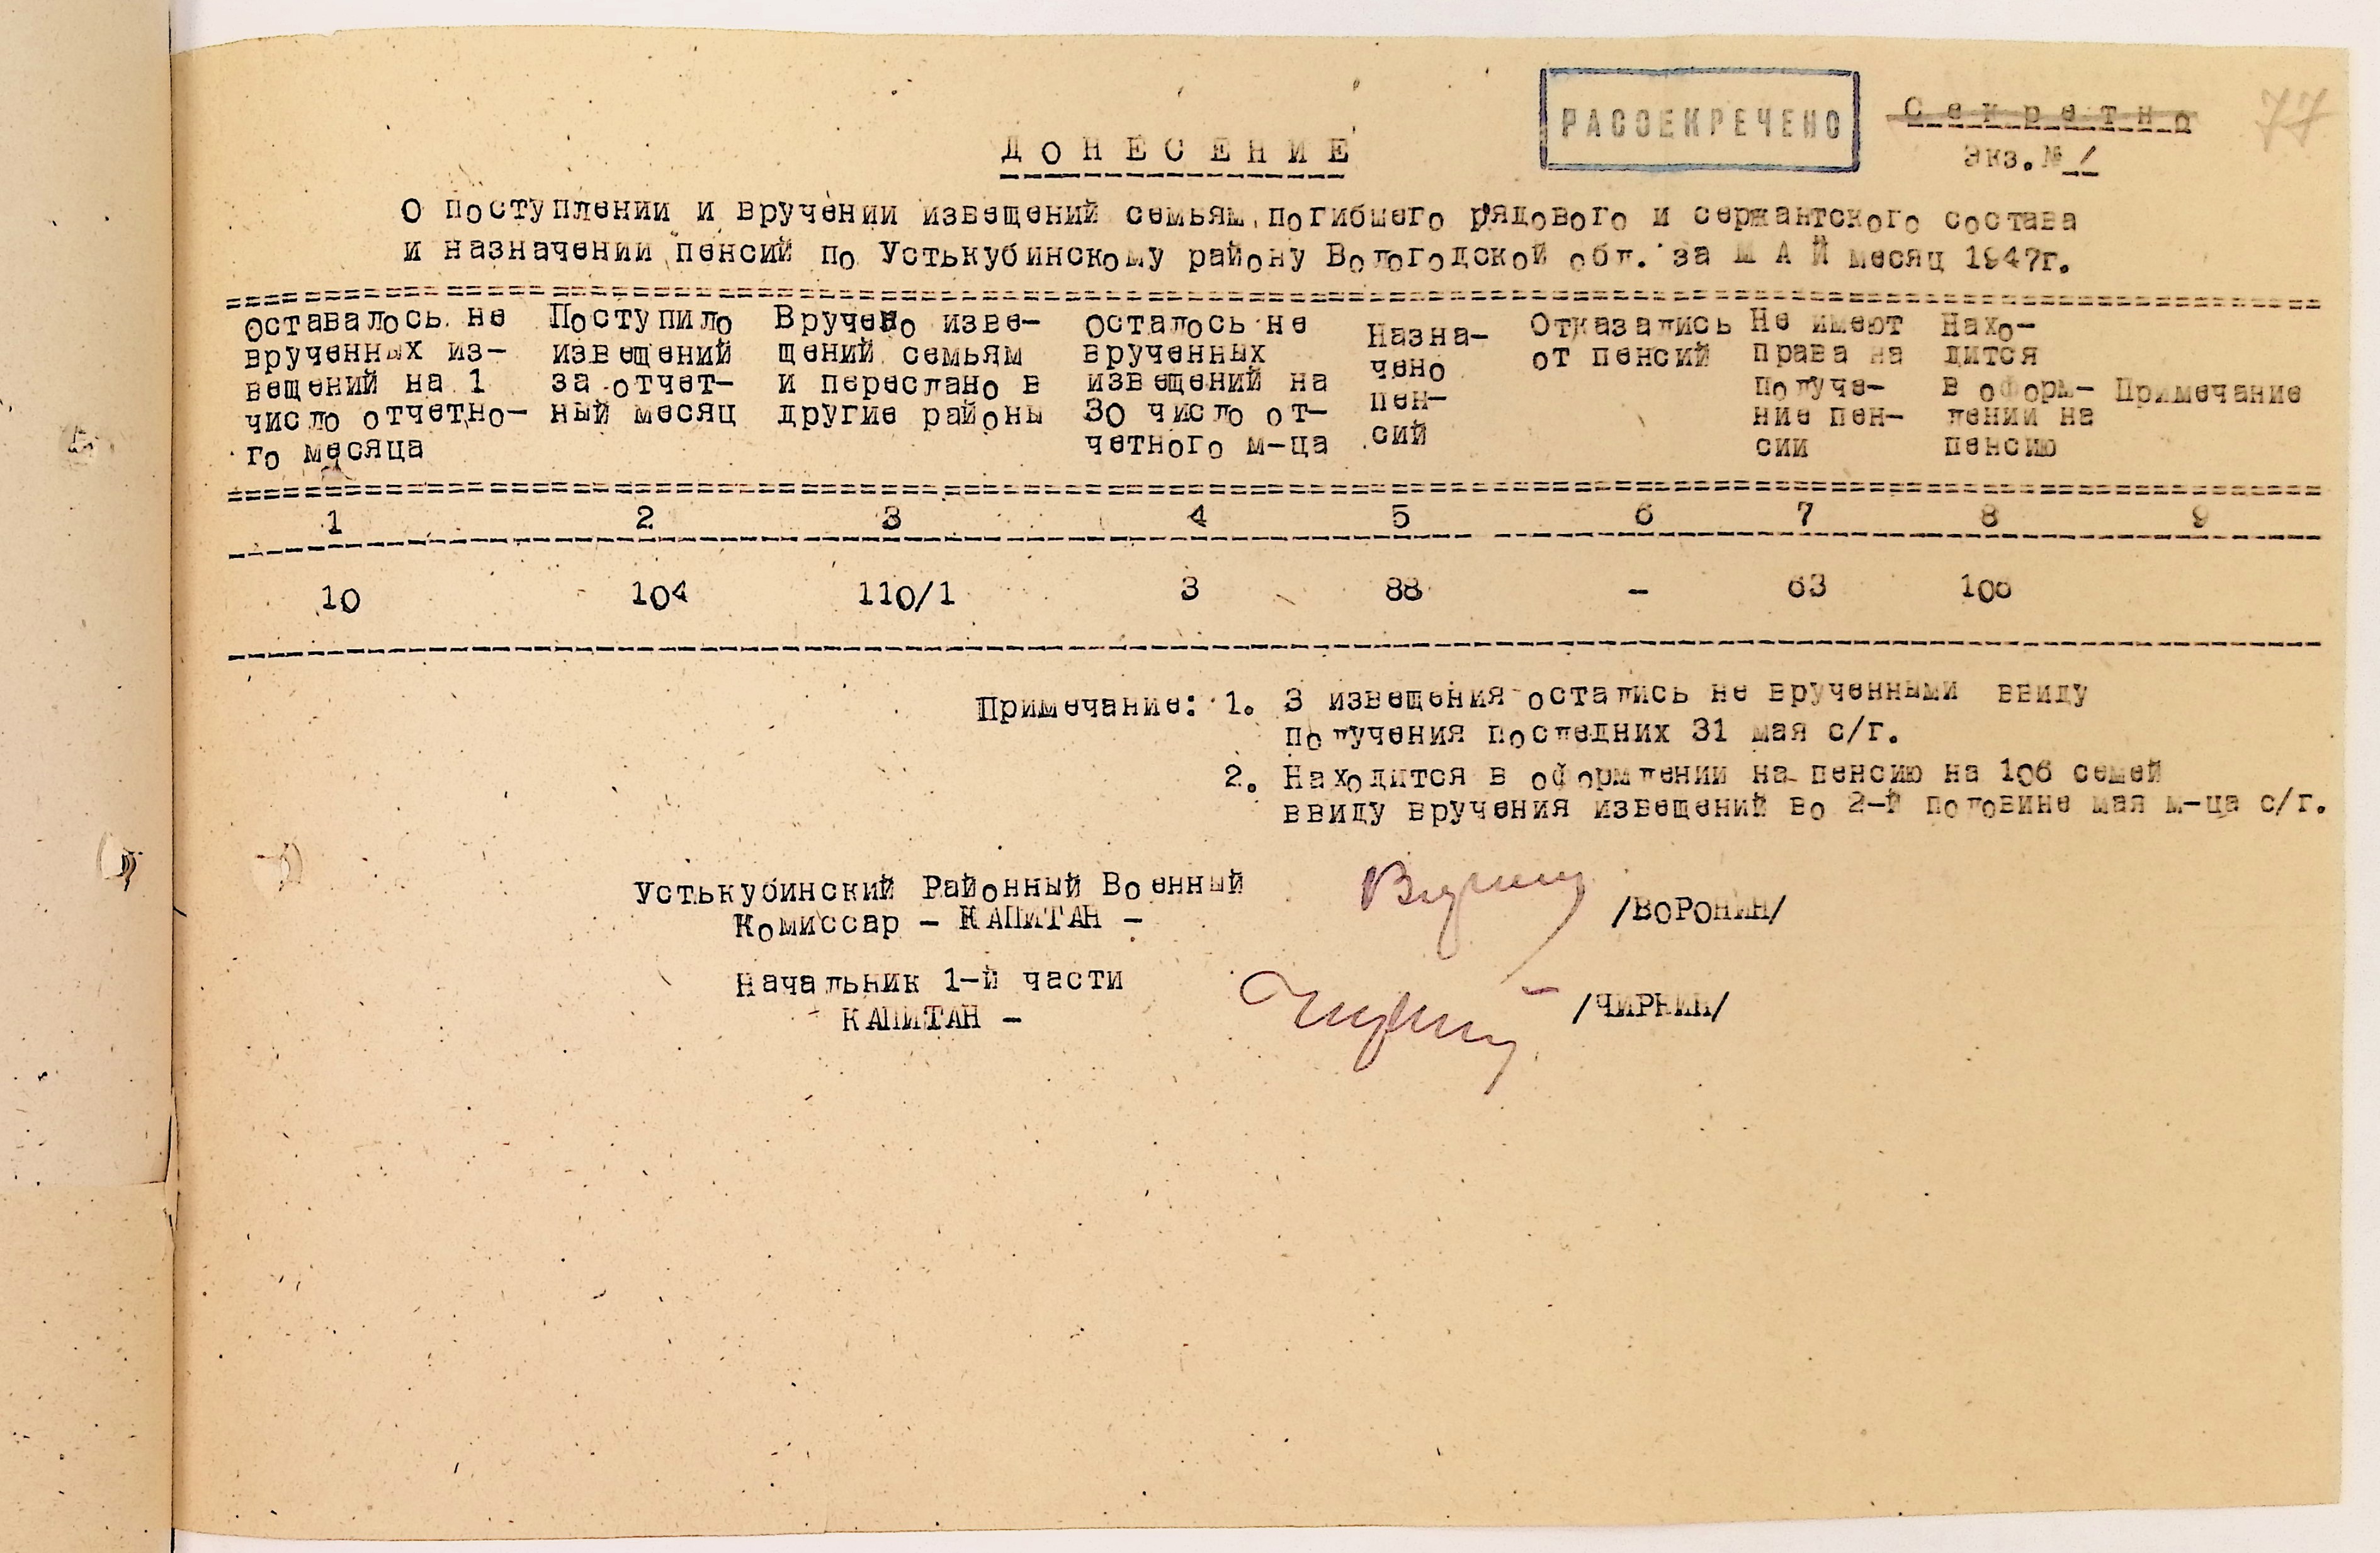 РАССЕКРЕЧЕНО
С е к р е т н о
77
Экз.№ 1
Д О Н Е С Е Н И Е
О поступлении и вручении извещений семьям погибшего рядового и сержантского состава
и назначении пенсий по Устькубинскому району Вологодской обл. за М А Й месяц 1947г.
Оставалось не Поступило Вручено изве- Осталось не Назна- Отказались Не имеют Нахо-
врученных из- извещений щений семьям врученных чено от пенсий права на дится
вещений на 1 за отчет- и переслано в извещений на пен- получе- в оформ- Примечание
число отчетно- ный месяц другие районы 30 число от- сий ние пен- лении на
го месяца четного м-ца сии пенсию
1 2 3 4 5 6 7 8 9
10 104 110/1 3 88 - 63 106
Примечание: 1. 3 извещения остались не врученными ввиду
получения последних 31 мая с/г.
2. Находится в оформлении на пенсию на 106 семей
ввиду вручения извещений во 2-й половине мая м-ца с/г.
Устькубинский Районный Военный
Комиссар - КАПИТАН - /ВОРОНИН/
Начальник 1-й части
КАПИТАН - /ЧИРКИН/